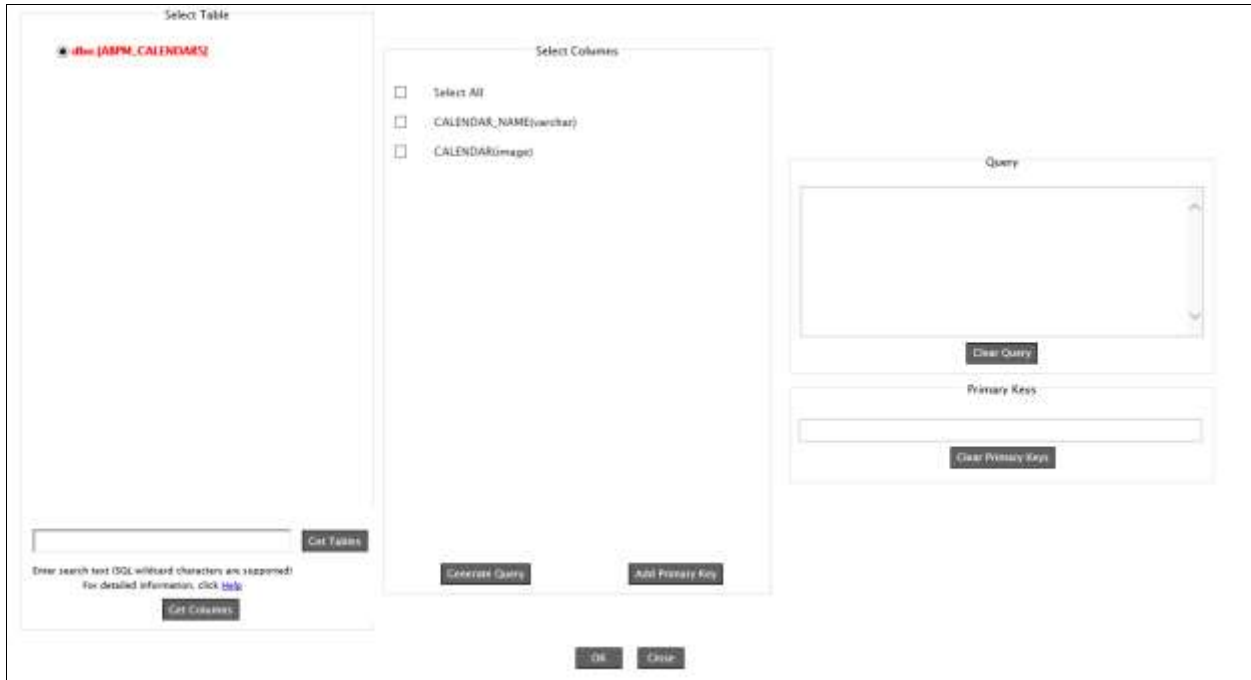 Select Table
dbo.[ABPM_CALENDARS]
Select Columns
Select All
CALENDAR_NAME(varchar)
CALENDAR(image)
Query
Clear Query
Primary Keys
Clear Primary Keys
Get Tables
Enter search text (SQL wildcard characters are supported)
For detailed information, click Help
Get Columns
Generate Query
Add Primary Key
OK
Close